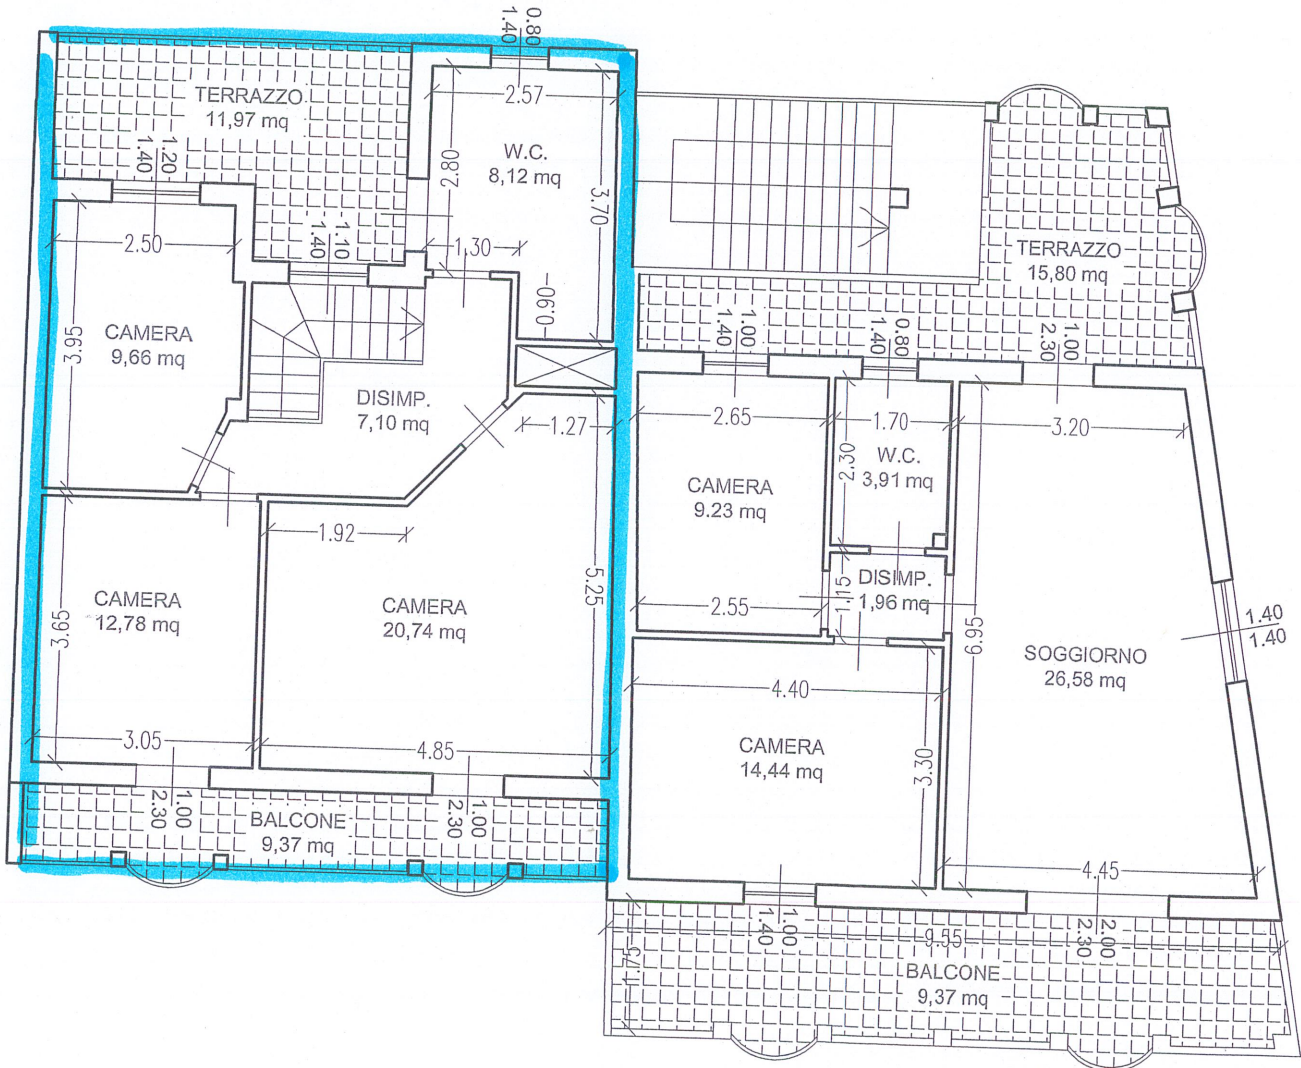 0.80
1.40
TERRAZZO
11,97 mq
2.57
1.20
1.40
W.C.
8,12 mq
2.80
3.70
1.10
1.40
2.50
1.30
0.90
CAMERA
9,66 mq
3.95
DISIMP.
7,10 mq
1.27
1.92
CAMERA
12,78 mq
3.65
CAMERA
20,74 mq
5.25
3.05
4.85
1.00
2.30
BALCONE
9,37 mq
1.00
2.30
TERRAZZO
15,80 mq
1.00
1.40
0.80
1.40
1.00
2.30
2.65
1.70
3.20
CAMERA
9.23 mq
2.30
W.C.
3,91 mq
2.55
1.15
DISIMP.
1,96 mq
6.95
1.40
1.40
SOGGIORNO
26,58 mq
4.40
CAMERA
14,44 mq
3.30
4.45
1.00
1.40
2.00
2.30
9.55
1.75
BALCONE
9,37 mq